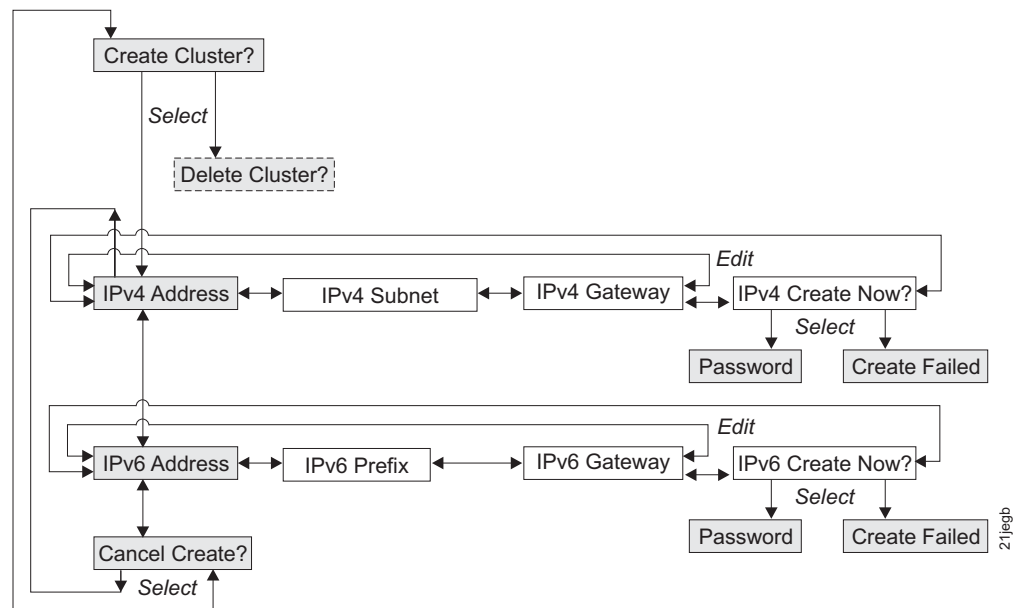 Create Cluster?
Select
Delete Cluster?
Edit
IPv4 Address
IPv4 Subnet
IPv4 Gateway
IPv4 Create Now?
Select
Password
Create Failed
Edit
IPv6 Address
IPv6 Prefix
IPv6 Gateway
IPv6 Create Now?
Select
Password
Create Failed
21jegb
Cancel Create?
Select